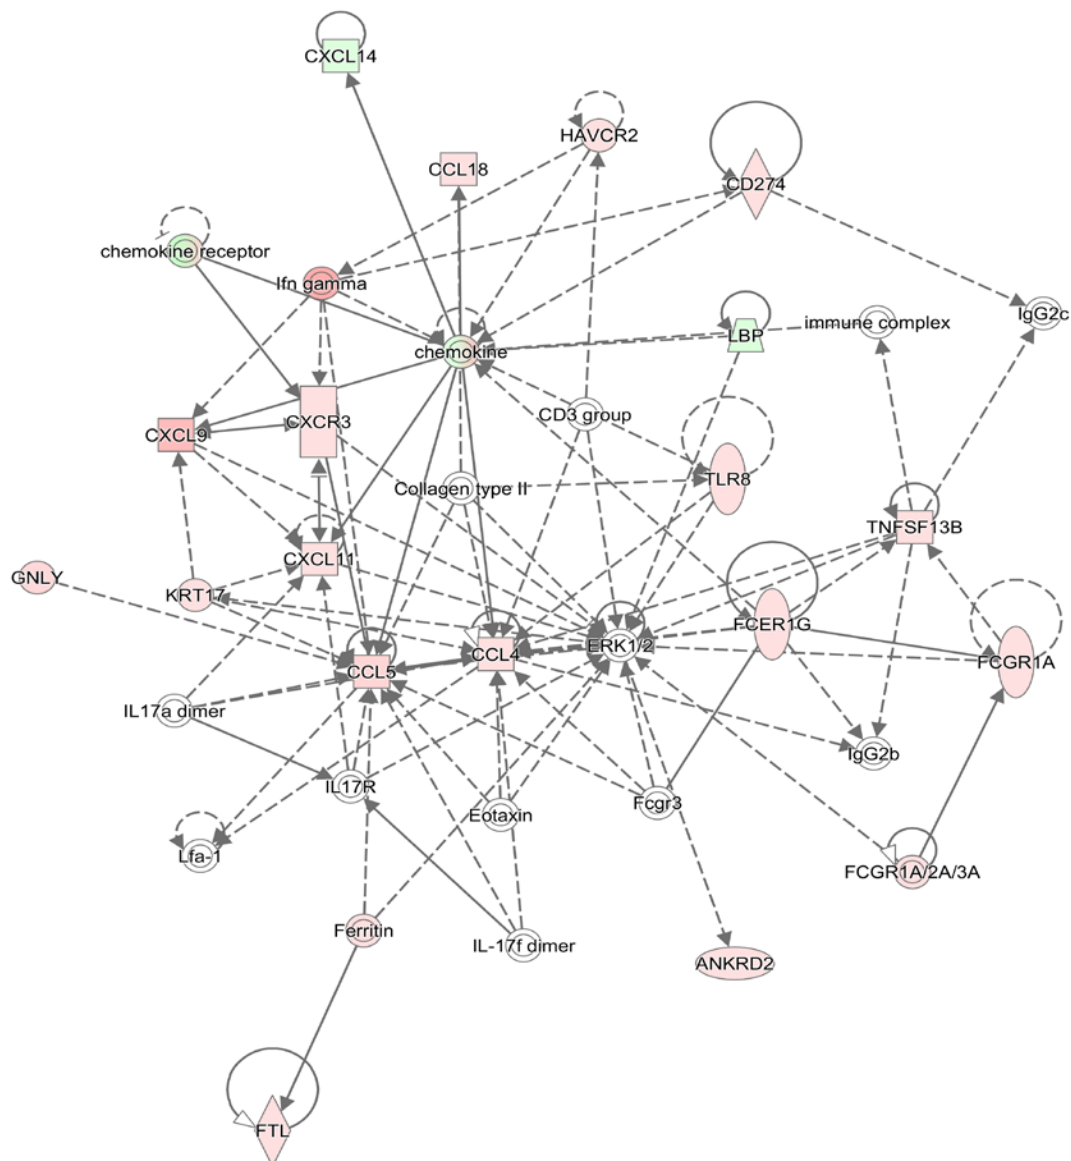 CXCL14
HAVCR2
CCL18
CD274
chemokine receptor
Ifn gamma
IgG2c
immune complex
LBP
chemokine
CD3 group
CXCR3
CXCL9
TLR8
Collagen type II
TNFSF13B
CXCL11
GNLY
KRT17
FCER1G
ERK1/2
CCL4
FCGR1A
CCL5
IL17a dimer
IgG2b
IL17R
Fcgr3
Eotaxin
Lfa-1
FCGR1A/2A/3A
Ferritin
IL-17f dimer
ANKRD2
FTL